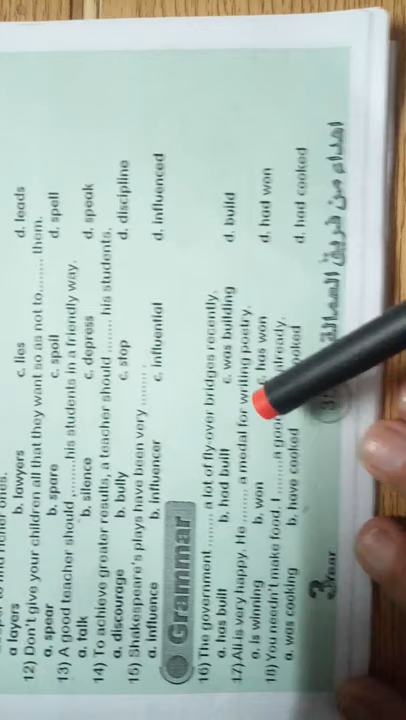 a layers b. lawyers c. lies d. leads
12) Don't give your children all that they want so as not to......... them.
a. spear b. spare c. spoil d. spell
13) A good teacher should ........his students in a friendly way.
a. talk b. silence c. depress d. speak
14) To achieve greater results, a teacher should ........ his students.
a. discourage b. bully c. stop d. discipline
15) Shakespeare's plays have been very ........ .
a. influence b. influencer c. influential d. influenced
Grammar
16) The government ........ a lot of fly-over bridges recently.
a. has built b. had built c. was building d. build
17) Ali is very happy. He ........ a medal for writing poetry.
a. is winning b. won c. has won d. had won
18) You needn't make food. I ........ a already.
a. was cooking b. have cooked d. had cooked
3 Year اهداء من فريق